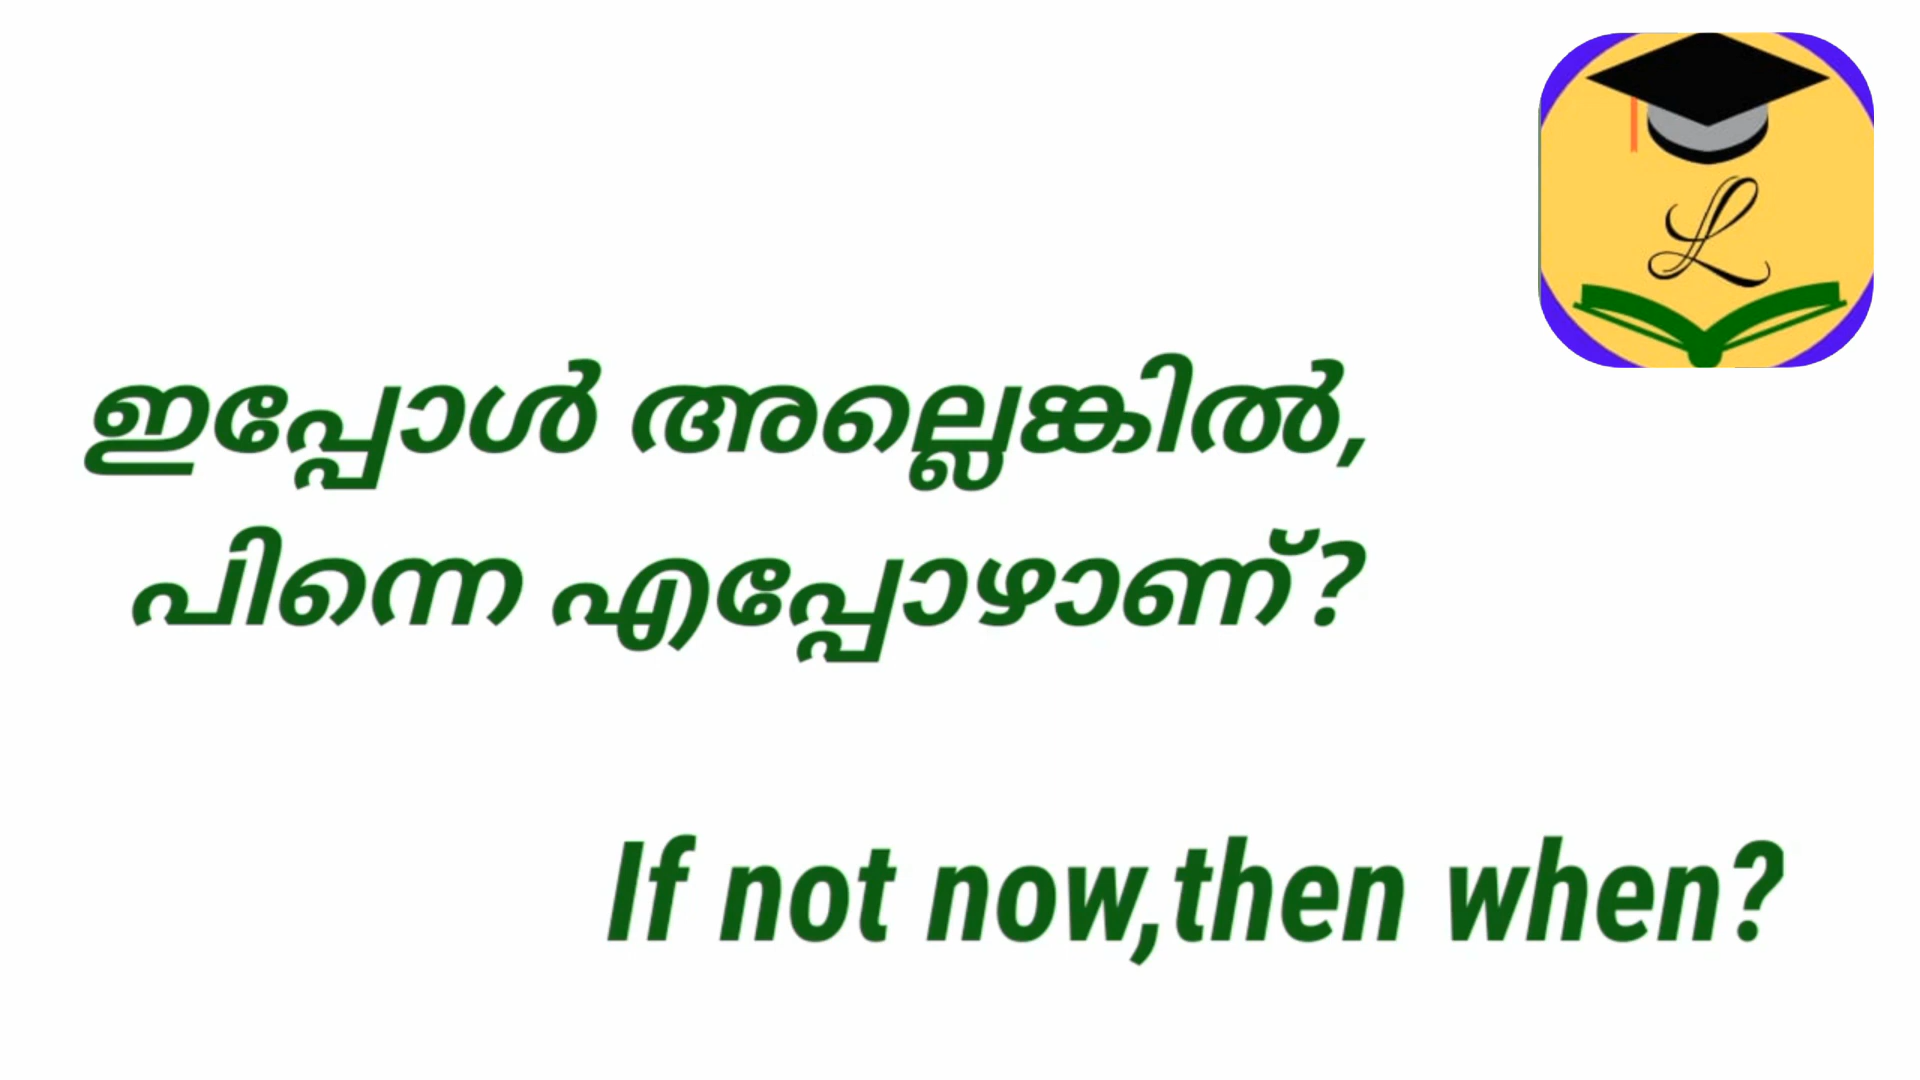 L
ഇപ്പോൾ അല്ലെങ്കിൽ,
പിന്നെ എപ്പോഴാണ്?
If not now,then when?